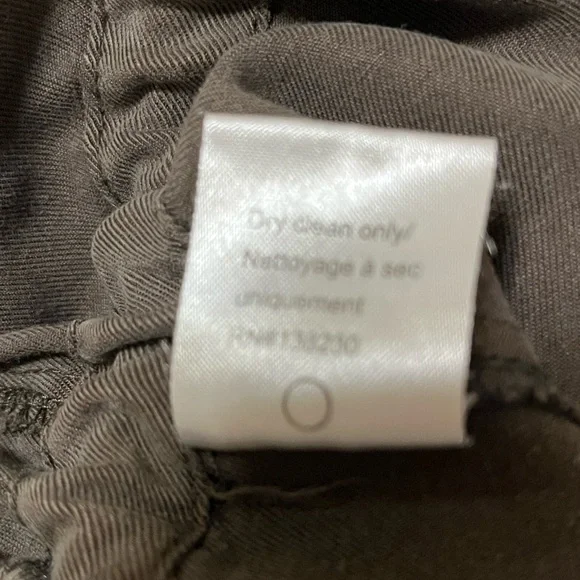 Dry clean only/
Nettoyage à sec
uniquement
RN#138230